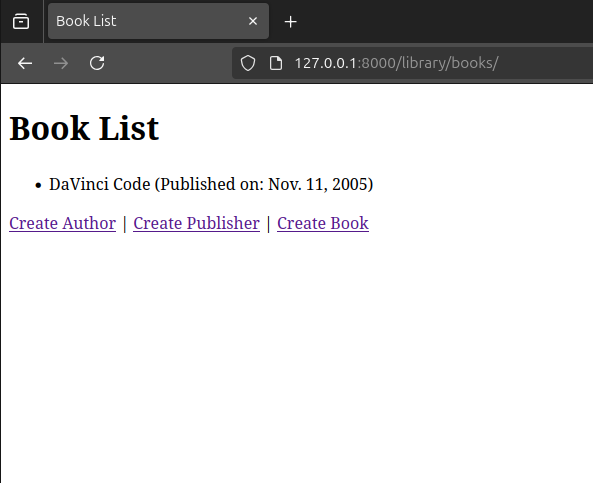 Book List
127.0.0.1:8000/library/books/
Book List
• DaVinci Code (Published on: Nov. 11, 2005)
Create Author | Create Publisher | Create Book